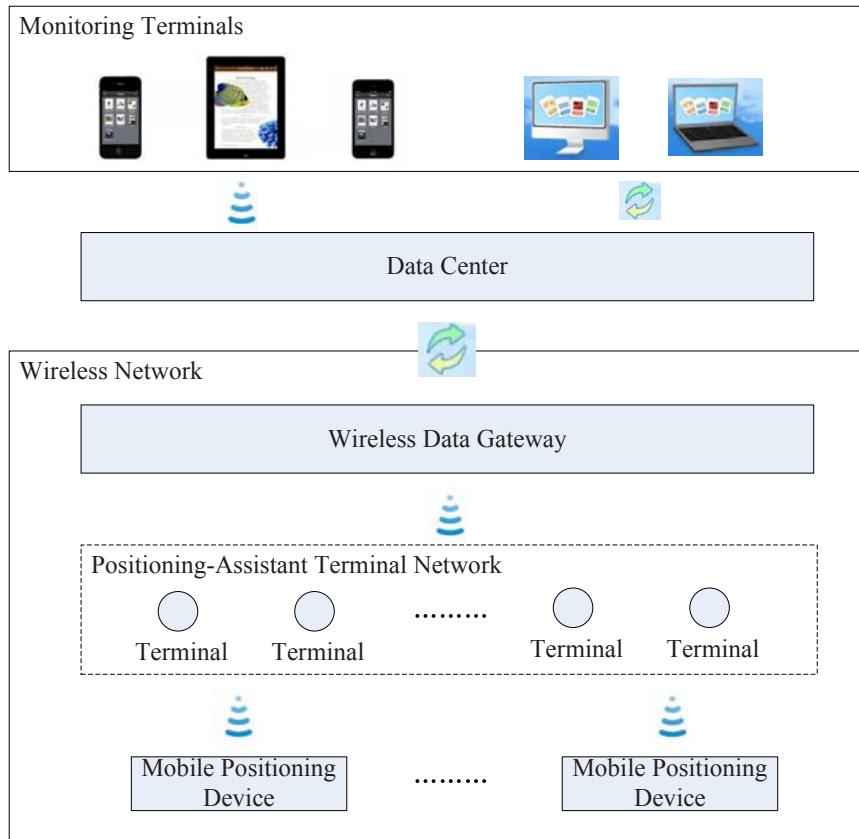 Monitoring Terminals
Data Center
Wireless Network
Wireless Data Gateway
Positioning-Assistant Terminal Network
.........
Terminal
Terminal
Terminal
Terminal
Mobile Positioning
Device
.........
Mobile Positioning
Device